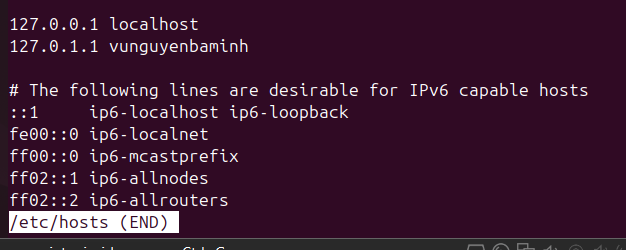 127.0.0.1 localhost
127.0.1.1 vunguyenbaminh
# The following lines are desirable for IPv6 capable hosts
::1     ip6-localhost ip6-loopback
fe00::0 ip6-localnet
ff00::0 ip6-mcastprefix
ff02::1 ip6-allnodes
ff02::2 ip6-allrouters
/etc/hosts (END)